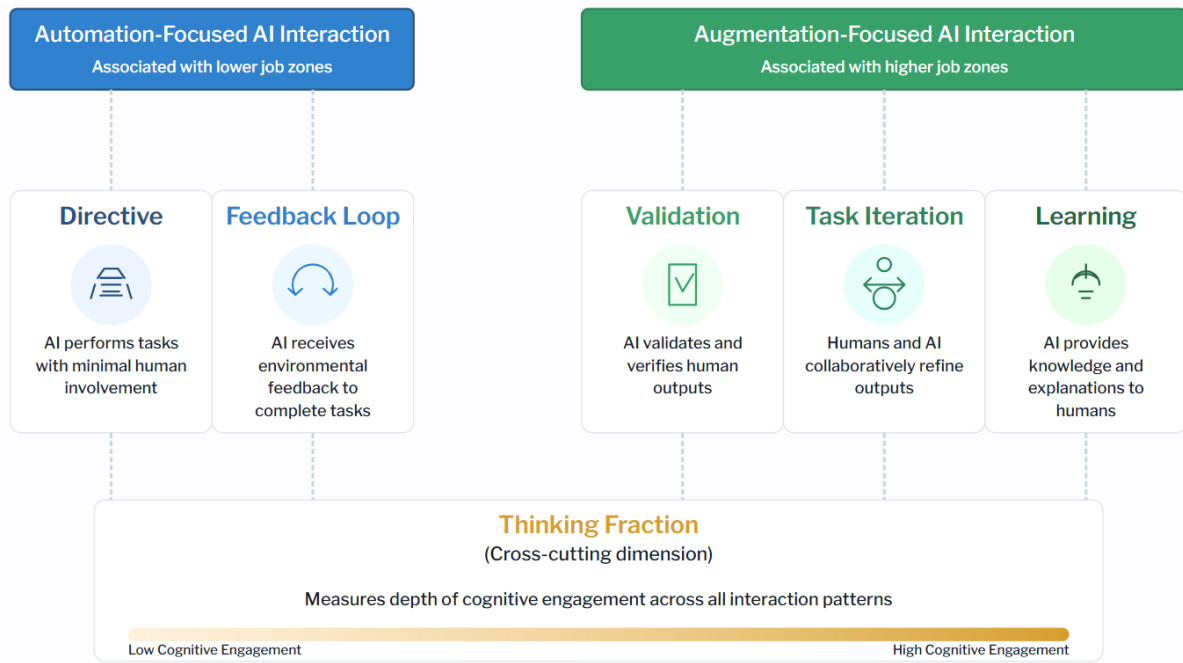 Automation-Focused AI Interaction
Associated with lower job zones
Augmentation-Focused AI Interaction
Associated with higher job zones
Directive
AI performs tasks
with minimal human
involvement
Feedback Loop
AI receives
environmental
feedback to
complete tasks
Validation
AI validates and
verifies human
outputs
Task Iteration
Humans and AI
collaboratively refine
outputs
Learning
AI provides
knowledge and
explanations to
humans
Thinking Fraction
(Cross-cutting dimension)
Measures depth of cognitive engagement across all interaction patterns
Low Cognitive Engagement
High Cognitive Engagement